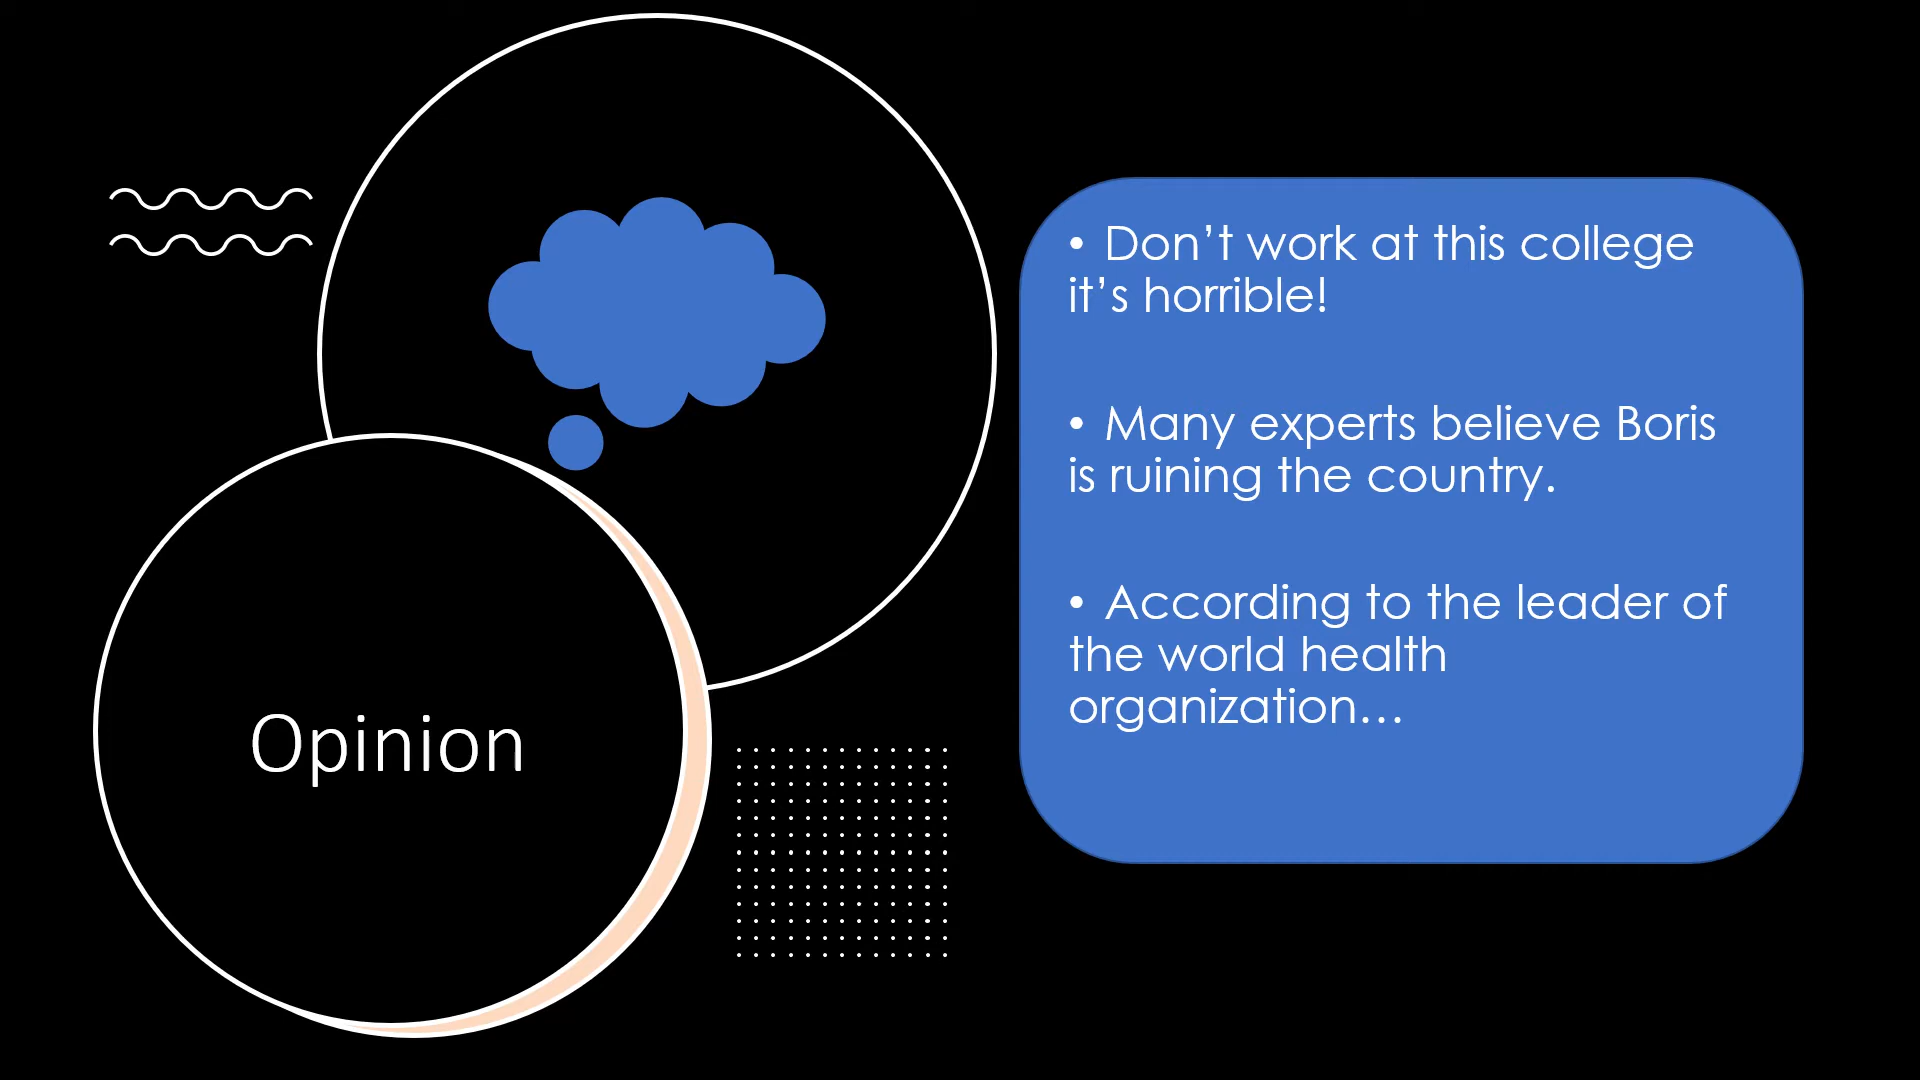 Opinion
• Don’t work at this college
it’s horrible!
• Many experts believe Boris
is ruining the country.
• According to the leader of
the world health
organization…